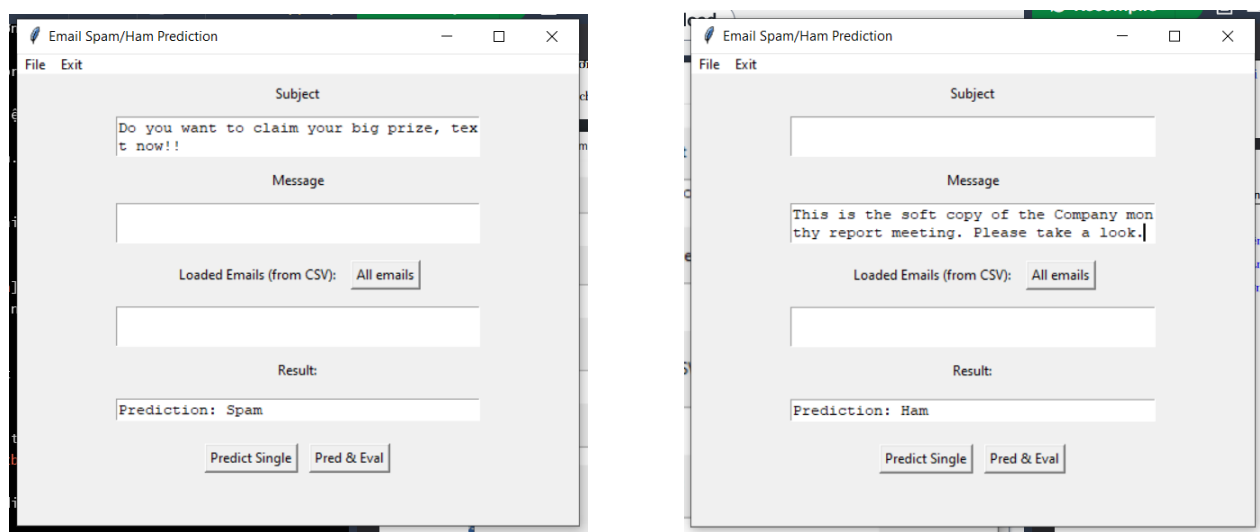 Email Spam/Ham Prediction
File Exit
Subject
Do you want to claim your big prize, tex
t now!!
Message
Loaded Emails (from CSV): All emails
Result:
Prediction: Spam
Predict Single Pred & Eval
Email Spam/Ham Prediction
File Exit
Subject
Message
This is the soft copy of the Company mon
thy report meeting. Please take a look.
Loaded Emails (from CSV): All emails
Result:
Prediction: Ham
Predict Single Pred & Eval